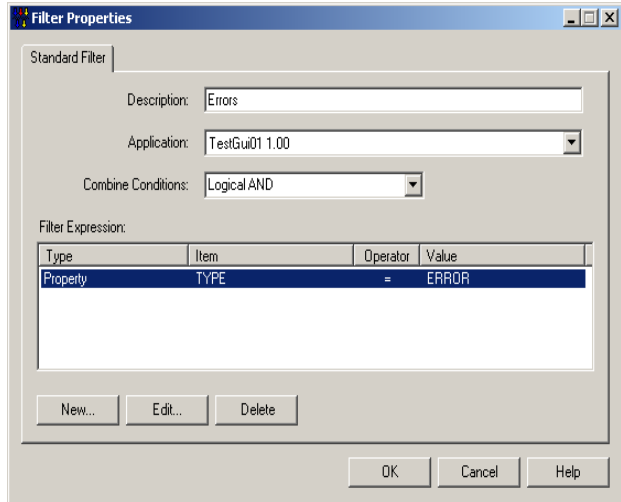 Filter Properties
Standard Filter
Description: Errors
Application: TestGui01 1.00
Combine Conditions: Logical AND
Filter Expression:
Type Item Operator Value
Property TYPE = ERROR
New... Edit... Delete
OK Cancel Help